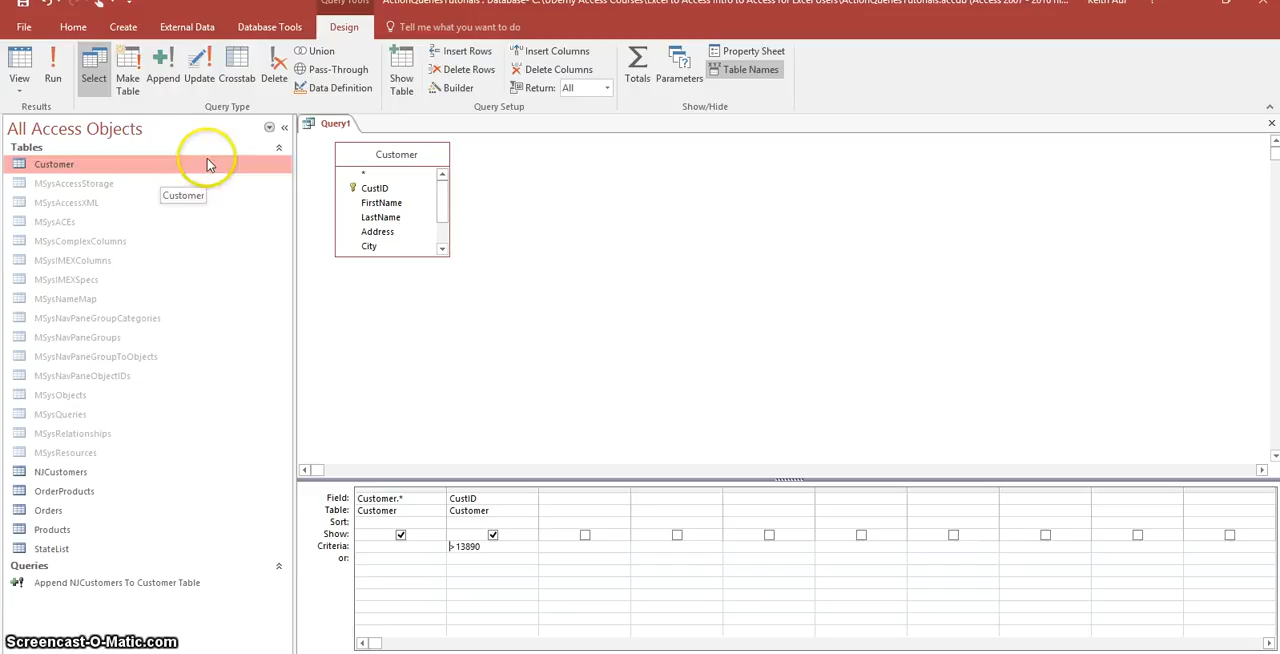 Query Tools
ActionQueriesTutorials : Database- C:\
File
Home
Create
External Data
Database Tools
Design
Tell me what you want to do
View
Run
Select
Make Table
Append
Update
Crosstab
Delete
Union
Pass-Through
Data Definition
Show Table
Insert Rows
Delete Rows
Builder
Insert Columns
Delete Columns
Return: All
Totals
Parameters
Property Sheet
Table Names
Results
Query Type
Query Setup
Show/Hide
All Access Objects
Tables
Customer
MSysAccessStorage
Customer
MSysAccessXML
MSysACEs
MSysComplexColumns
MSysIMEXColumns
MSysIMEXSpecs
MSysNameMap
MSysNavPaneGroupCategories
MSysNavPaneGroups
MSysNavPaneGroupToObjects
MSysNavPaneObjectIDs
MSysObjects
MSysQueries
MSysRelationships
MSysResources
NJCustomers
OrderProducts
Orders
Products
StateList
Queries
Append NJCustomers To Customer Table
Query1
Customer
*
CustID
FirstName
LastName
Address
City
Field: Customer.* CustID
Table: Customer Customer
Sort:
Show:
Criteria: >13890
or:
Screencast-O-Matic.com